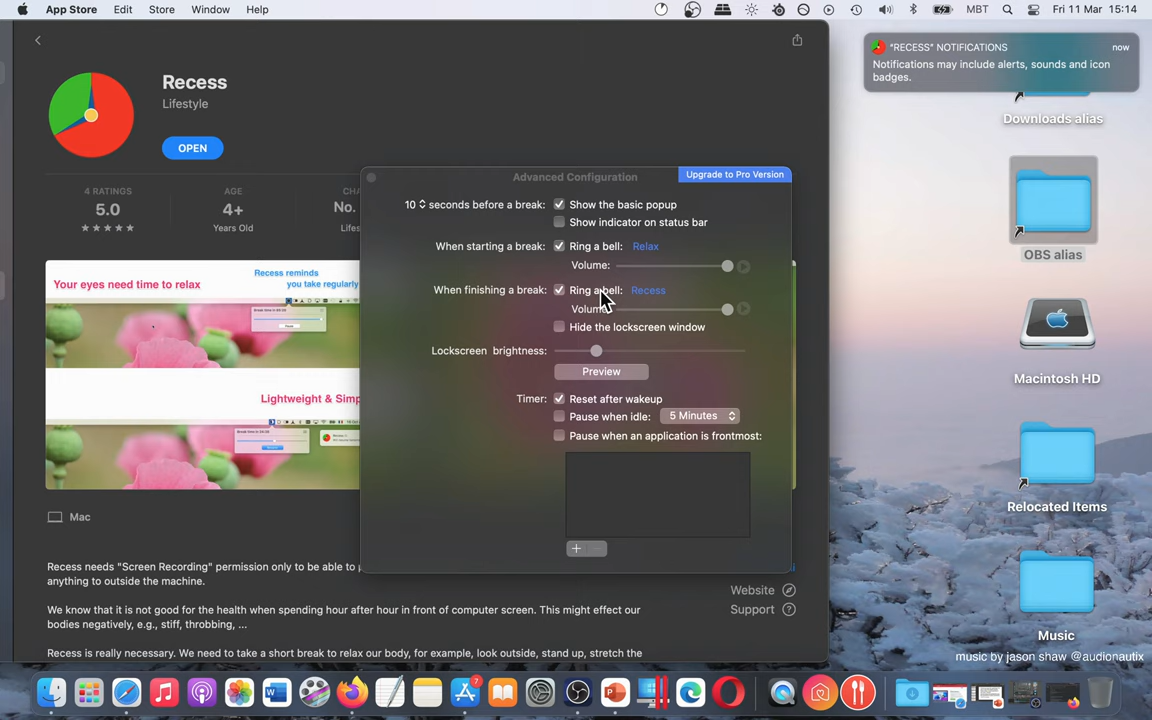 App Store Edit Store Window Help MBT Fri 11 Mar 15:14
"RECESS" NOTIFICATIONS now
Notifications may include alerts, sounds and icon
badges.
Recess
Lifestyle
OPEN
4 RATINGS
5.0
AGE
4+
Years Old
No.
Your eyes need time to relax
Recess reminds
you take regularly
Lightweight &
Mac
Advanced Configuration
Upgrade to Pro Version
10 seconds before a break: Show the basic popup
Show indicator on status bar
When starting a break: Ring a bell: Relax
Volume:
When finishing a break: Ring a bell: Recess
Volume:
Hide the lockscreen window
Lockscreen brightness:
Preview
Timer: Reset after wakeup
Pause when idle: 5 Minutes
Pause when an application is frontmost:
+
Recess needs "Screen Recording" permission only to be able to
anything to outside the machine.
We know that it is not good for the health when spending hour after hour in front of computer screen. This might effect our
bodies negatively, e.g., stiff, throbbing, ...
Recess is really necessary. We need to take a short break to relax our body, for example, look outside, stand up, stretch the
Website
Support ?
Downloads alias
OBS alias
Macintosh HD
Relocated Items
Music
music by jason shaw @audionautix
7